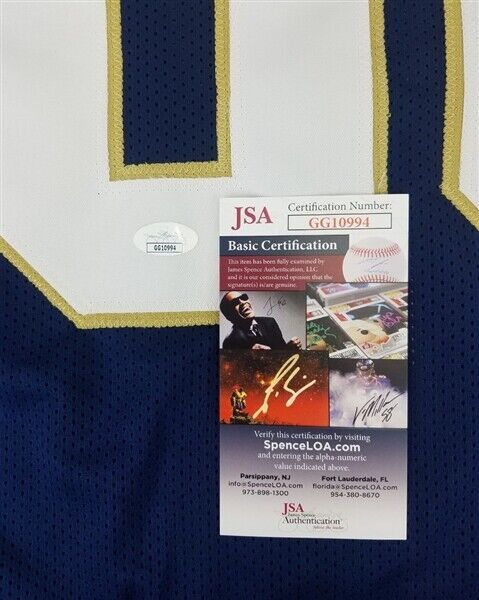 GG10994
JSA
Certification Number:
GG10994
Basic Certification
This item has been fully examined by
James Spence Authentication, LLC
and it is our considered opinion that the
signature(s) is/are genuine.
Verify this certification by visiting
SpenceLOA.com
and entering the alpha-numeric
value indicated above.
Parsippany, NJ
info@SpenceLOA.com
973-898-1300
Fort Lauderdale, FL
florida@SpenceLOA.com
954-380-8670
JSA
James Spence
Authentication